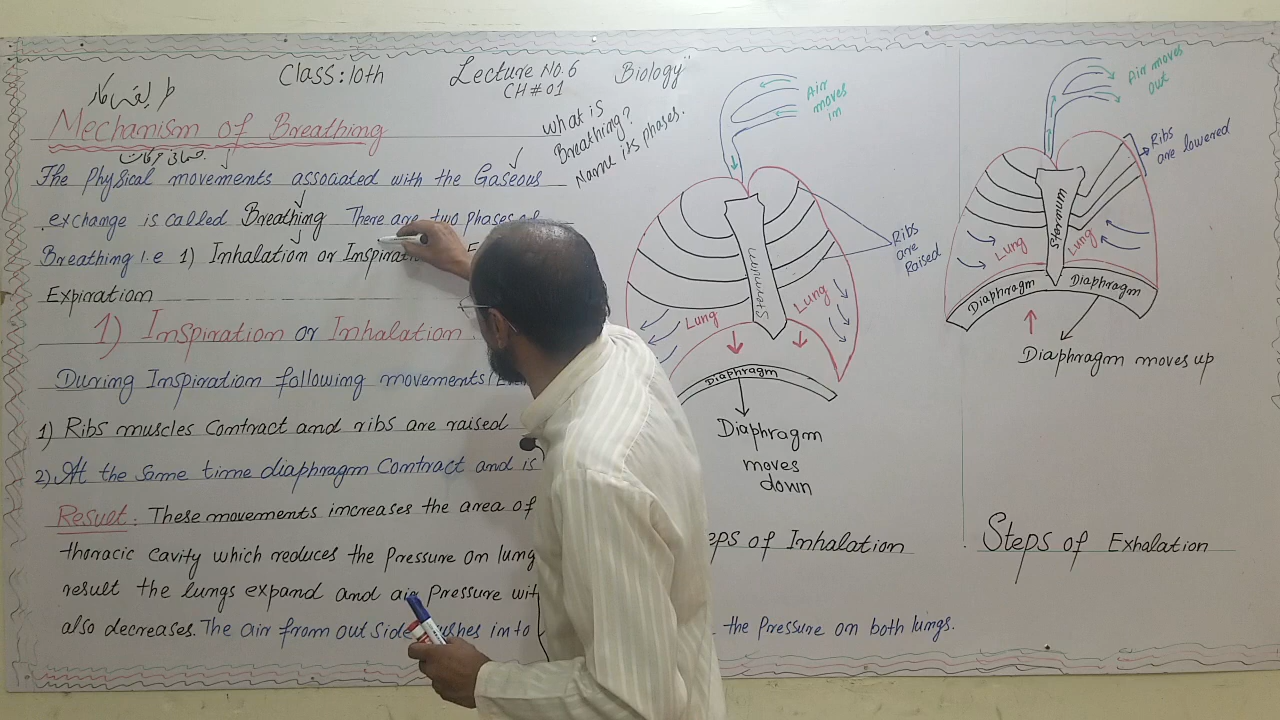 Class: 10th
Lecture No. 6
Biology"
CH # 01
طریقہ کار
Mechanism of Breathing
جسمانی حرکات
The Physical movements associated with the Gaseous
exchange is called Breathing There are two phases of
Breathing i.e 1) Inhalation or
Expiration
1) Inspiration or Inhalation
During Inspiration following movements
1) Ribs muscles Contract and ribs are raised
2) At the Same time diaphragm Contract and is
Result: These movements increases the area of
thoracic cavity which reduces the Pressure on lung
result the lungs expand and air Pressure
also decreases. The air from out side into
the Pressure on both lungs.
what is
Breathing?
Name its phases.
Air
moves
in
Ribs
are
Raised
Sternum
Lung
Lung
Diaphragm
Diaphragm
moves
down
of Inhalation
Air moves
out
Ribs
are lowered
Sternum
Lung
Lung
Diaphragm
Diaphragm
Diaphragm moves up
Steps of Exhalation